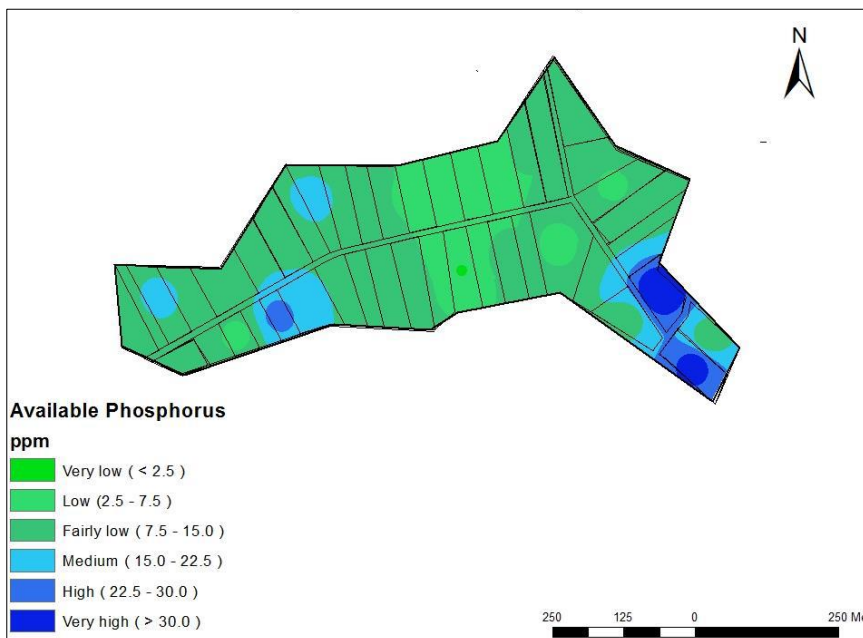 N
Available Phosphorus
ppm
Very low ( < 2.5 )
Low (2.5 - 7.5 )
Fairly low ( 7.5 - 15.0 )
Medium ( 15.0 - 22.5 )
High ( 22.5 - 30.0 )
Very high ( > 30.0 )
250 125 0 250 Me